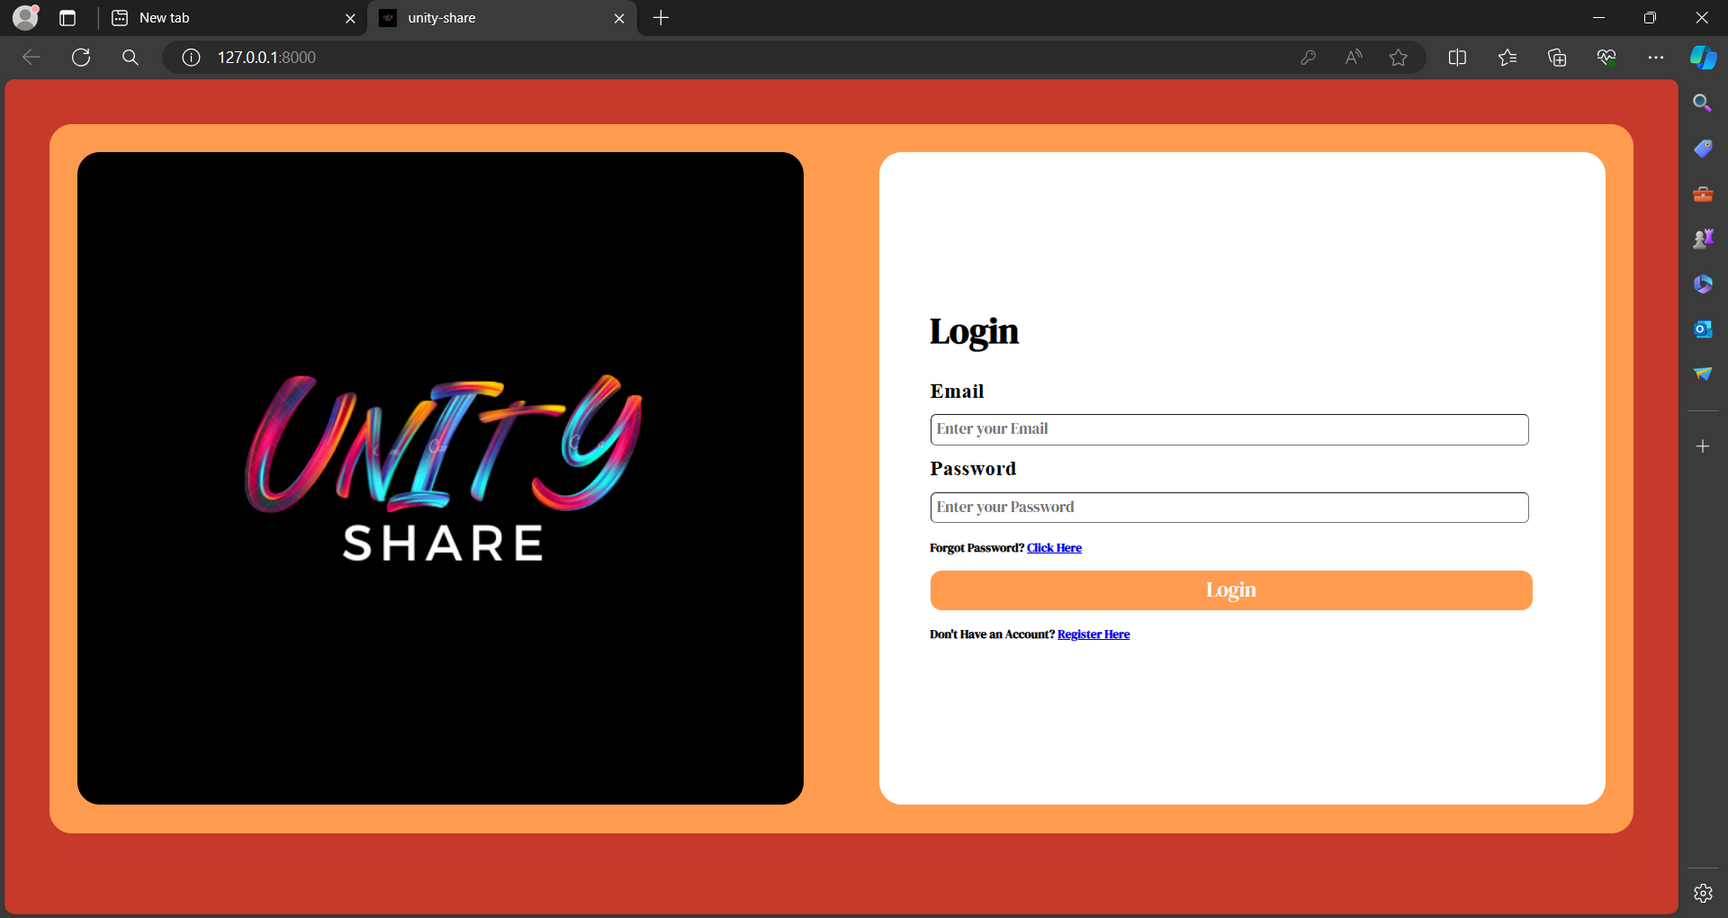 New tab
unity-share
127.0.0.1:8000
UNITY
SHARE
Login
Email
Enter your Email
Password
Enter your Password
Forgot Password? Click Here
Login
Don't Have an Account? Register Here